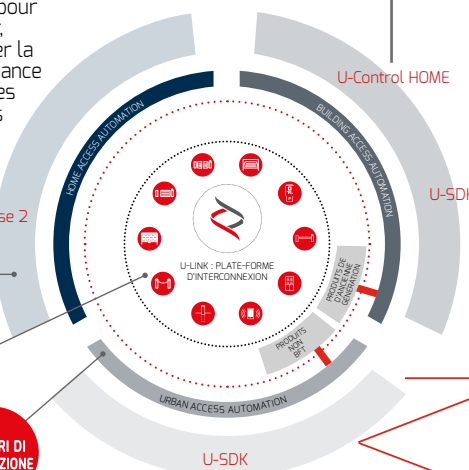 pour
er la
ance
es
s
U-Control HOME
HOME ACCESS AUTOMATION
BUILDING ACCESS AUTOMATION
U-SDK
se 2
U-LINK : PLATE-FORME
D'INTERCONNEXION
PRODUITS DE
D'ANCIENNE
GÉNÉRATION
PRODUITS
NON
BFT
URBAN ACCESS AUTOMATION
RI DI
ZIONE
U-SDK